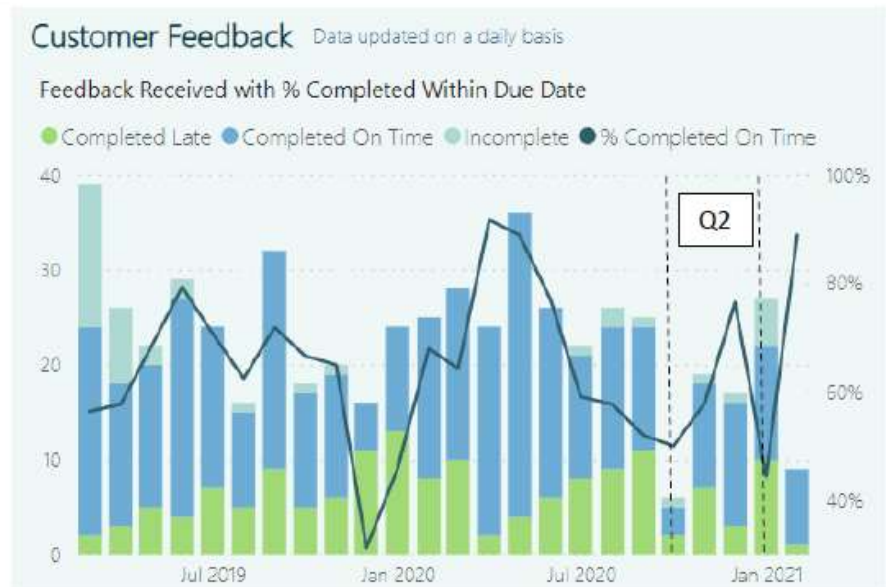 Customer Feedback Data updated on a daily basis
Feedback Received with % Completed Within Due Date
Completed Late Completed On Time Incomplete % Completed On Time
40 100%
Q2
30 80%
20 60%
10 40%
0
Jul 2019 Jan 2020 Jul 2020 Jan 2021